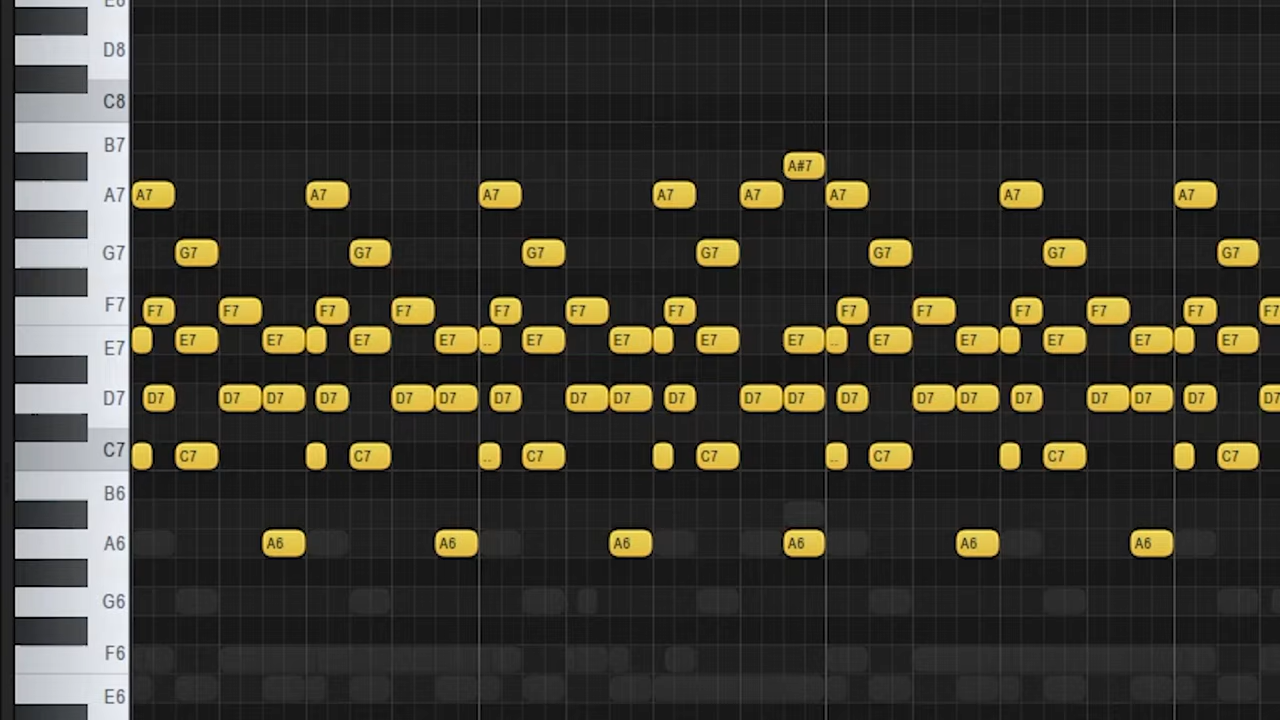 E8
D8
C8
B7
A#7
A7 A7 A7 A7 A7 A7 A7 A7 A7
G7 G7 G7 G7 G7 G7 G7 G7
F7 F7 F7 F7 F7 F7 F7 F7 F7 F7 F7 F7 F7 F7
E7 E7 E7 E7 E7 E7 .. E7 E7 E7 E7 .. E7 E7 E7 E7 E7
D7 D7 D7 D7 D7 D7 D7 D7 D7 D7 D7 D7 D7 D7 D7 D7 D7 D7 D7 D7 D7 D7
C7 C7 C7 .. C7 C7 .. C7 C7 C7
B6
A6 A6 A6 A6 A6 A6 A6
G6
F6
E6